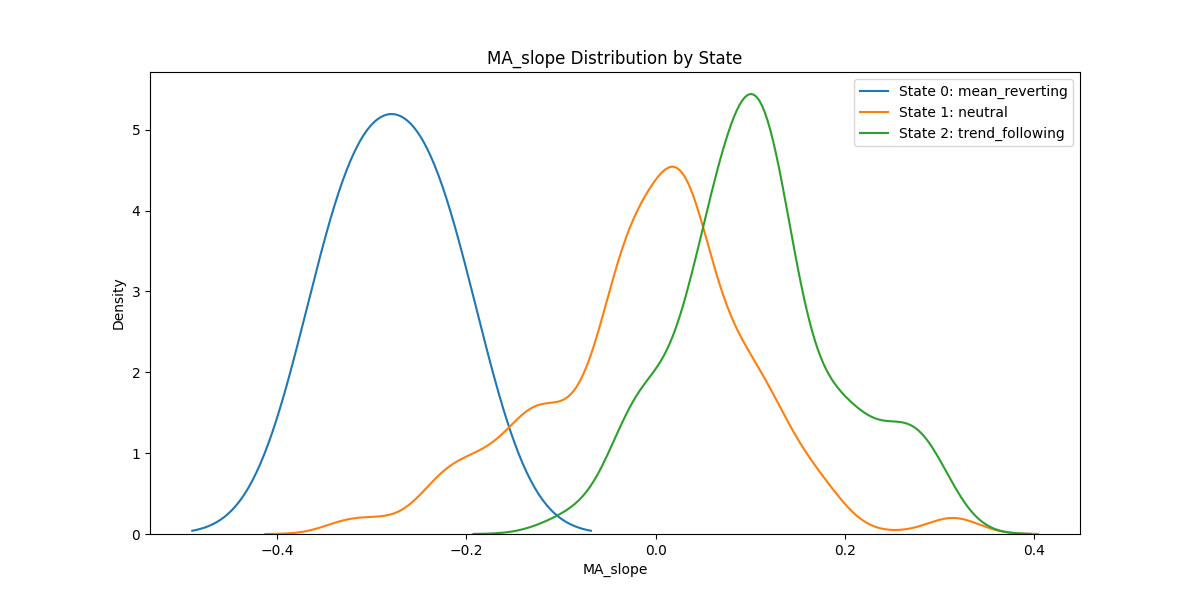 MA_slope Distribution by State
State 0: mean_reverting
State 1: neutral
State 2: trend_following
Density
5
4
3
2
1
0
−0.4
−0.2
0.0
0.2
0.4
MA_slope